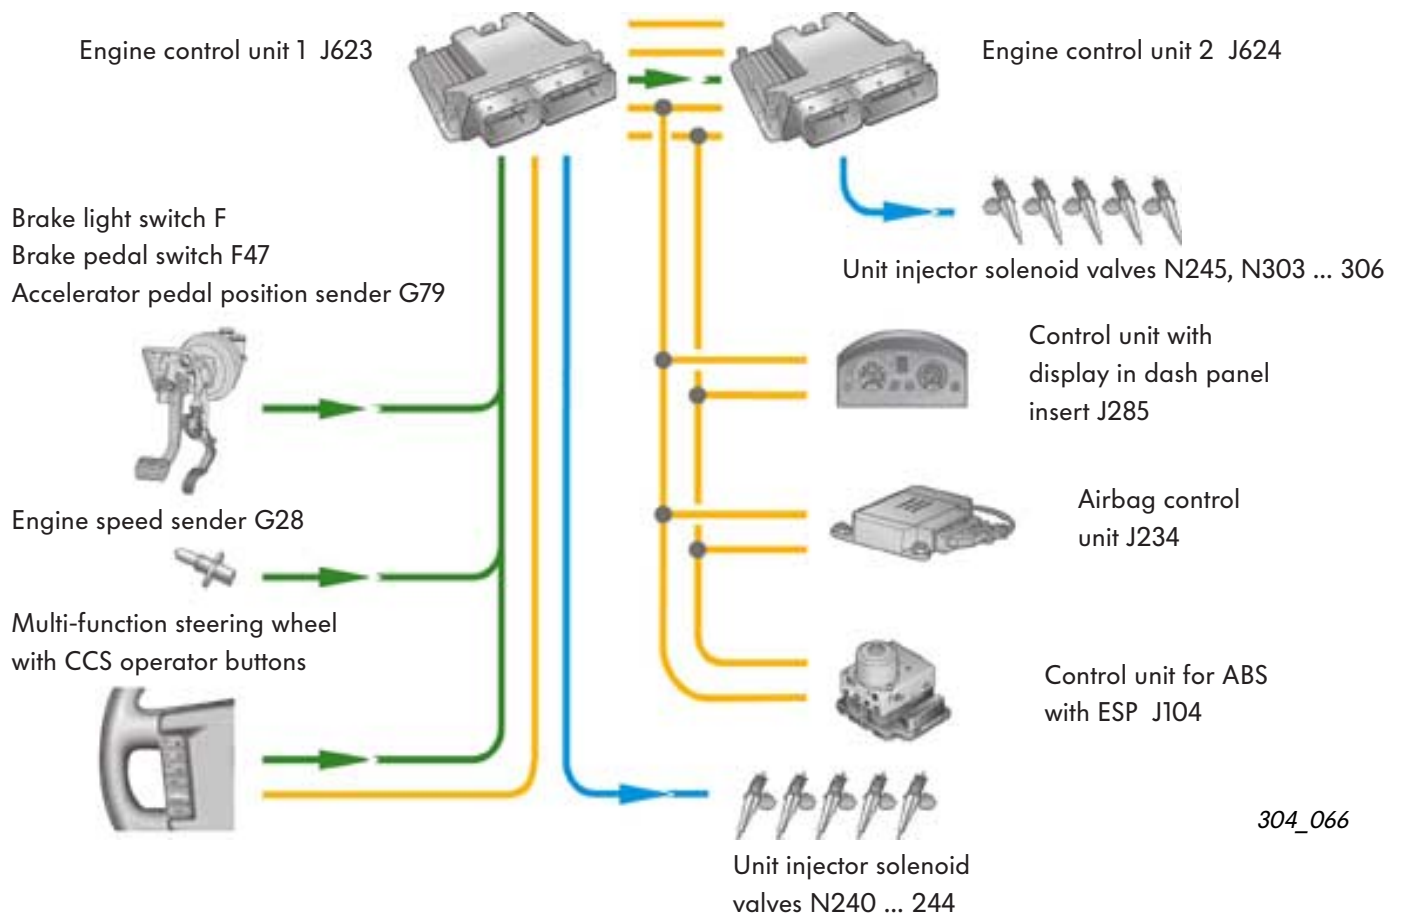 Engine control unit 1 J623
Engine control unit 2 J624
Brake light switch F
Brake pedal switch F47
Accelerator pedal position sender G79
Unit injector solenoid valves N245, N303 ... 306
Control unit with
display in dash panel
insert J285
Engine speed sender G28
Airbag control
unit J234
Multi-function steering wheel
with CCS operator buttons
Control unit for ABS
with ESP J104
304_066
Unit injector solenoid
valves N240 ... 244